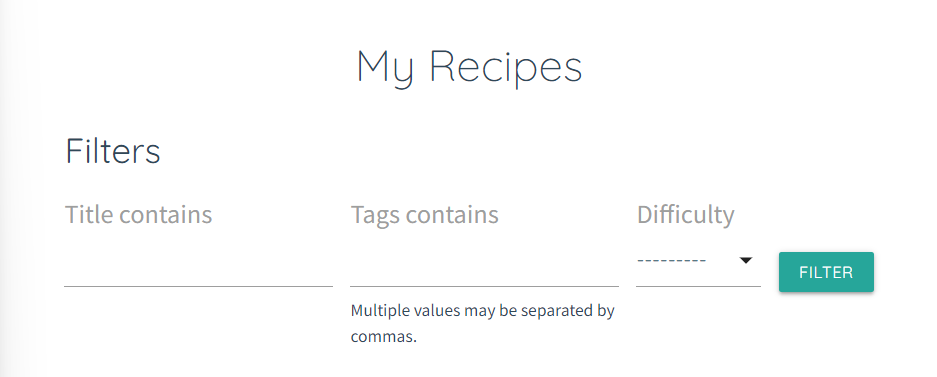 My Recipes
Filters
Title contains
Tags contains
Difficulty
---------
FILTER
Multiple values may be separated by
commas.